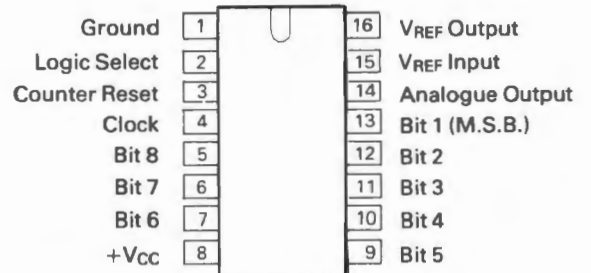 Ground 1 16 VREF Output
Logic Select 2 15 VREF Input
Counter Reset 3 14 Analogue Output
Clock 4 13 Bit 1 (M.S.B.)
Bit 8 5 12 Bit 2
Bit 7 6 11 Bit 3
Bit 6 7 10 Bit 4
+VCC 8 9 Bit 5